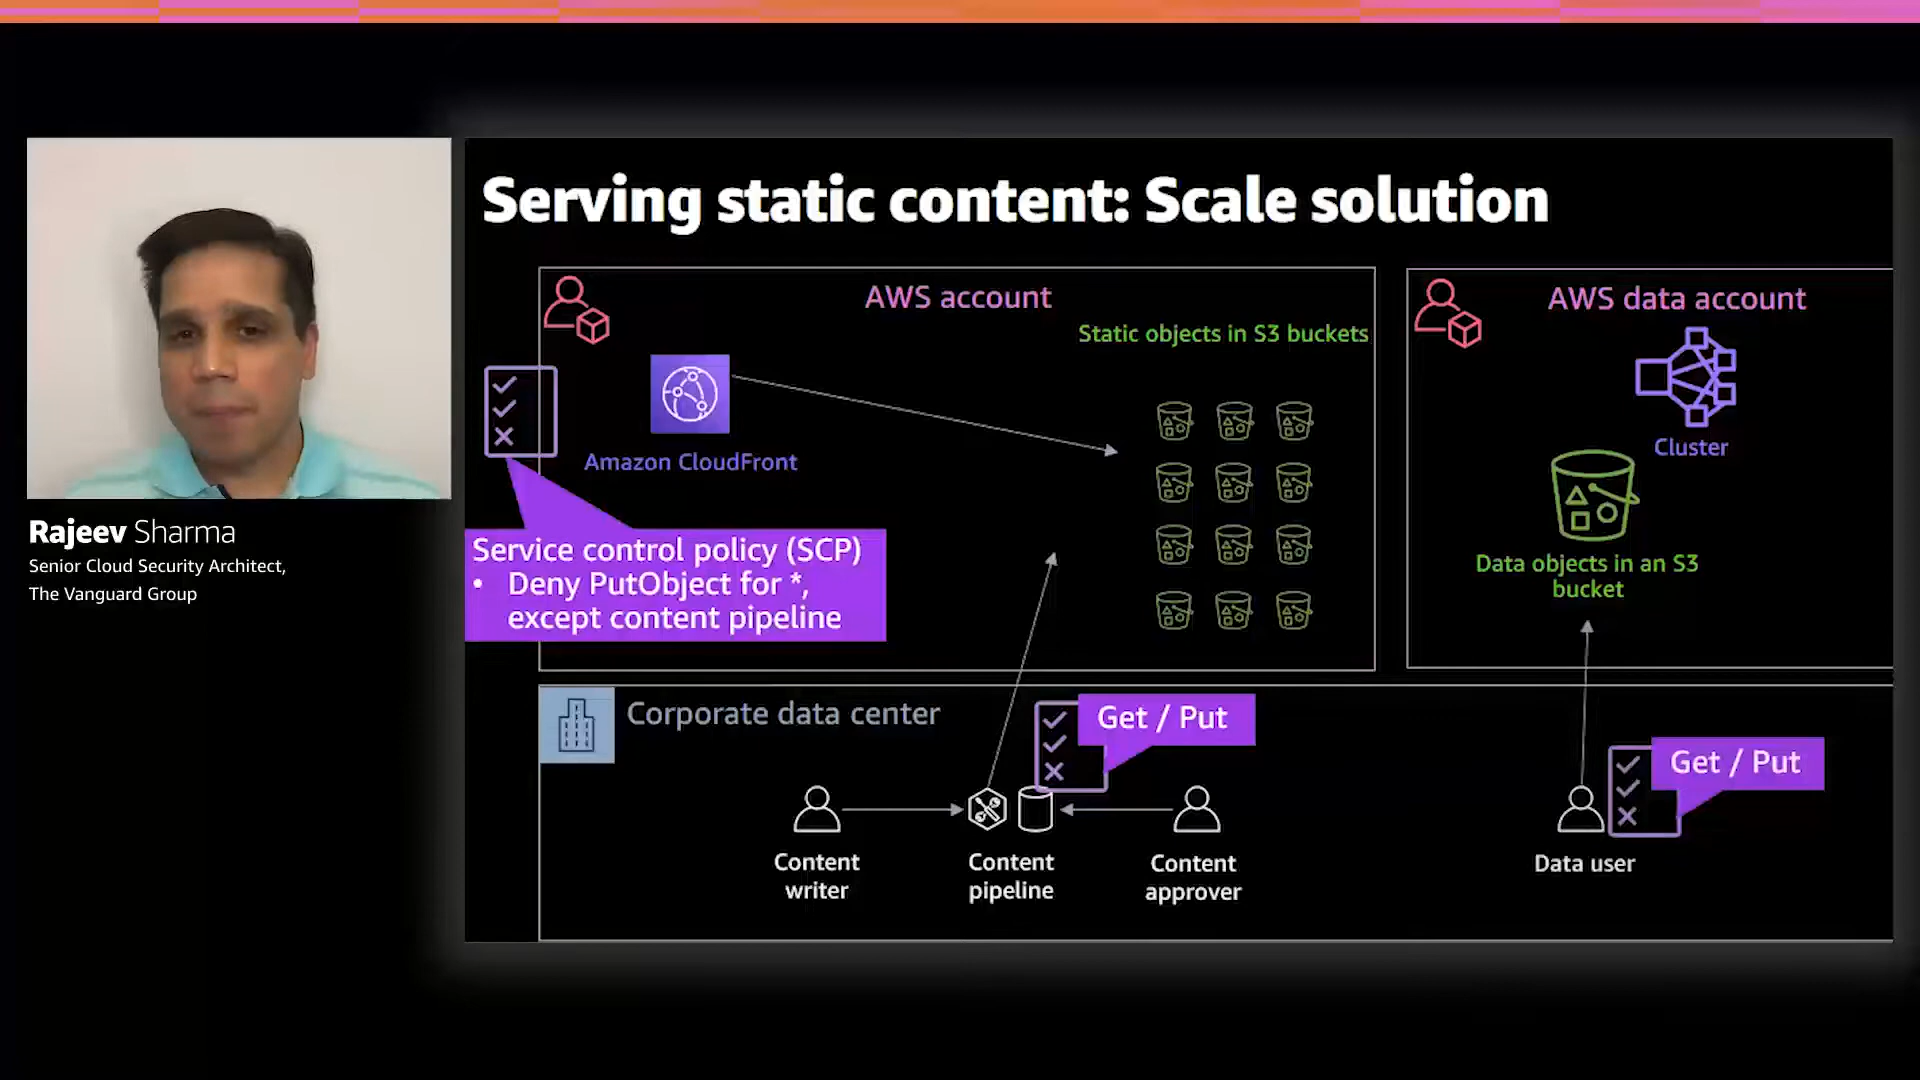 Rajeev Sharma
Senior Cloud Security Architect,
The Vanguard Group
Serving static content: Scale solution
AWS account
Static objects in S3 buckets
Amazon CloudFront
Service control policy (SCP)
• Deny PutObject for *,
except content pipeline
AWS data account
Cluster
Data objects in an S3
bucket
Corporate data center
Get / Put
Get / Put
Content
writer
Content
pipeline
Content
approver
Data user